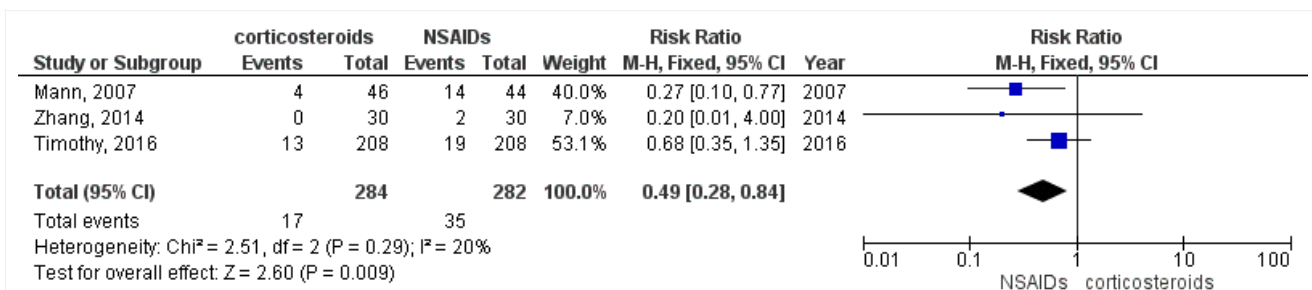 corticosteroids NSAIDs Risk Ratio Risk Ratio
Study or Subgroup Events Total Events Total Weight M-H, Fixed, 95% CI Year M-H, Fixed, 95% CI
Mann, 2007 4 46 14 44 40.0% 0.27 [0.10, 0.77] 2007
Zhang, 2014 0 30 2 30 7.0% 0.20 [0.01, 4.00] 2014
Timothy, 2016 13 208 19 208 53.1% 0.68 [0.35, 1.35] 2016
Total (95% CI) 284 282 100.0% 0.49 [0.28, 0.84]
Total events 17 35
Heterogeneity: Chi² = 2.51, df = 2 (P = 0.29); I² = 20%
Test for overall effect: Z = 2.60 (P = 0.009)
0.01 0.1 1 10 100
NSAIDs corticosteroids